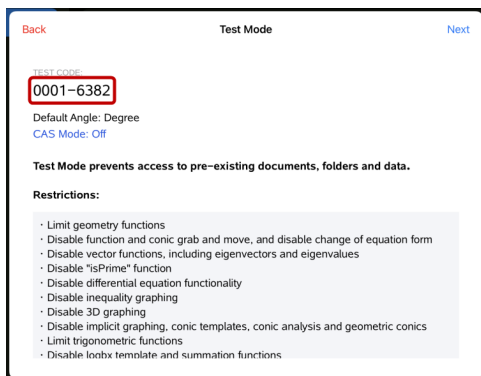 Back Test Mode Next
TEST CODE:
0001-6382
Default Angle: Degree
CAS Mode: Off
Test Mode prevents access to pre-existing documents, folders and data.
Restrictions:
· Limit geometry functions
· Disable function and conic grab and move, and disable change of equation form
· Disable vector functions, including eigenvectors and eigenvalues
· Disable "isPrime" function
· Disable differential equation functionality
· Disable inequality graphing
· Disable 3D graphing
· Disable implicit graphing, conic templates, conic analysis and geometric conics
· Limit trigonometric functions
· Disable logbx template and summation functions